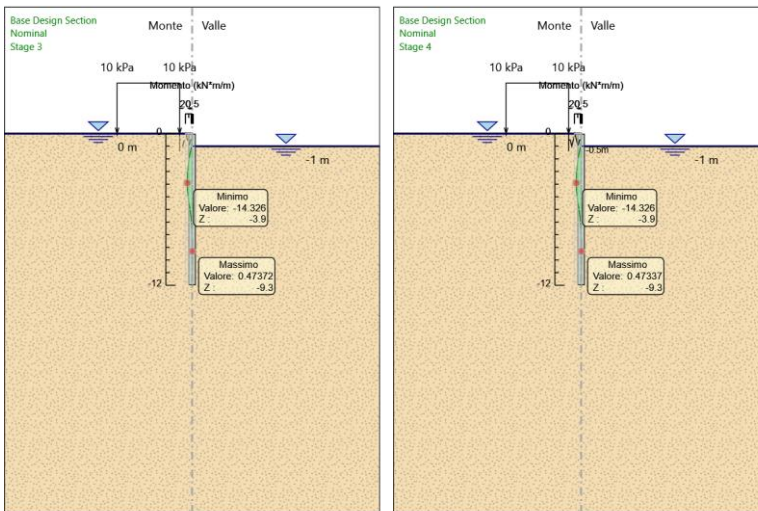 Base Design Section
Nominal
Stage 3
Monte
Valle
10 kPa
10 kPa
Momento (kN*m/m)
20.5
0
0 m
-1 m
Minimo
Valore: -14.326
Z : -3.9
Massimo
Valore: 0.47372
Z : -9.3
-12
Base Design Section
Nominal
Stage 4
Monte
Valle
10 kPa
10 kPa
Momento (kN*m/m)
20.5
0
0 m
-0.5m
-1 m
Minimo
Valore: -14.326
Z : -3.9
Massimo
Valore: 0.47337
Z : -9.3
-12